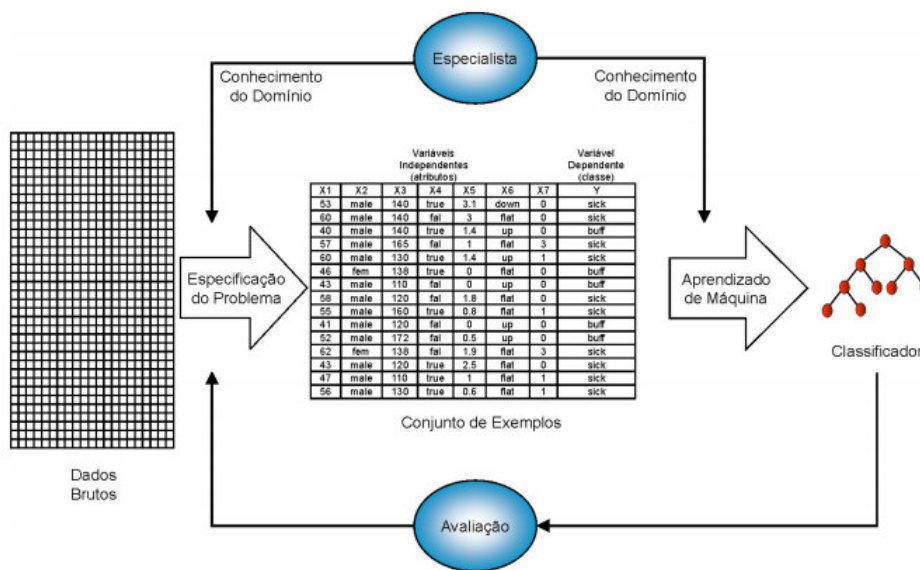 Especialista
Conhecimento
do Domínio
Conhecimento
do Domínio
Variáveis
Independentes
(atributos)
Variável
Dependente
(classe)
X1 X2 X3 X4 X5 X6 X7 Y
53 male 140 true 3.1 down 0 sick
60 male 140 fal 3 flat 0 sick
40 male 140 true 1.4 up 0 buff
57 male 165 fal 1 flat 3 sick
60 male 130 true 1.4 up 1 sick
46 fem 138 true 0 flat 0 buff
43 male 110 fal 0 up 0 buff
58 male 120 fal 1.8 flat 0 sick
55 male 160 true 0.8 flat 1 sick
41 male 120 fal 0 up 0 buff
52 male 172 fal 0.5 up 0 buff
62 fem 138 fal 1.9 flat 3 sick
43 male 120 true 2.5 flat 0 sick
47 male 110 true 1 flat 1 sick
56 male 130 true 0.6 flat 1 sick
Especificação
do Problema
Aprendizado
de Máquina
Classificador
Conjunto de Exemplos
Dados
Brutos
Avaliação